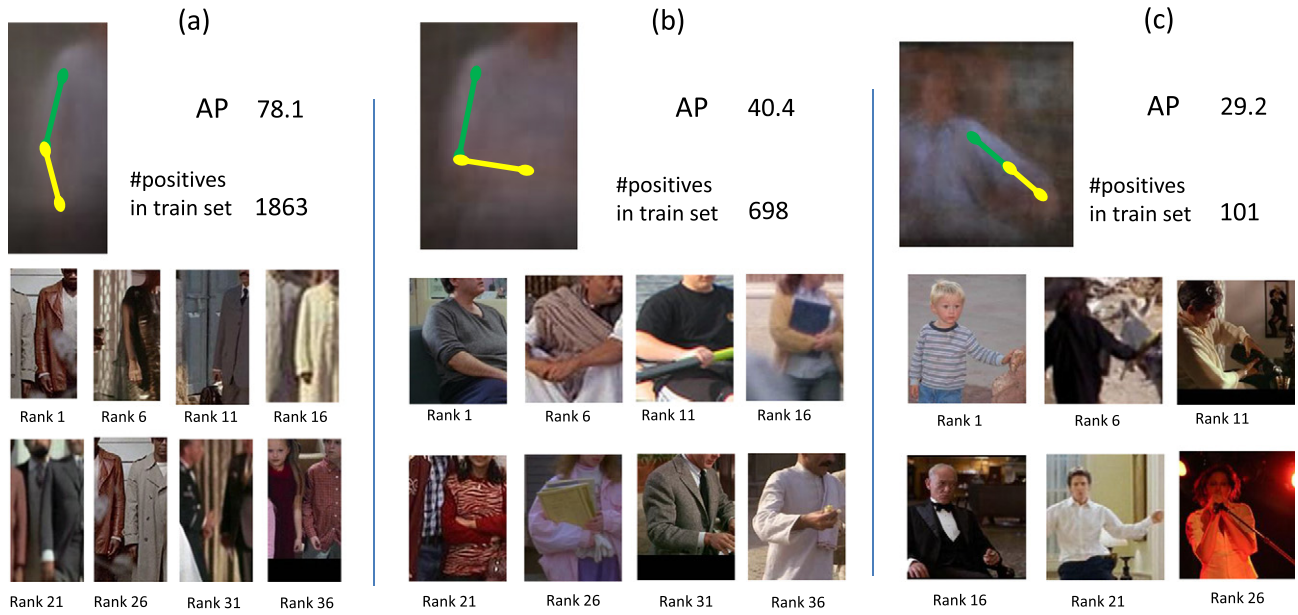 (a)
AP 78.1
#positives
in train set 1863
Rank 1 Rank 6 Rank 11 Rank 16
Rank 21 Rank 26 Rank 31 Rank 36
(b)
AP 40.4
#positives
in train set 698
Rank 1 Rank 6 Rank 11 Rank 16
Rank 21 Rank 26 Rank 31 Rank 36
(c)
AP 29.2
#positives
in train set 101
Rank 1 Rank 6 Rank 11
Rank 16 Rank 21 Rank 26